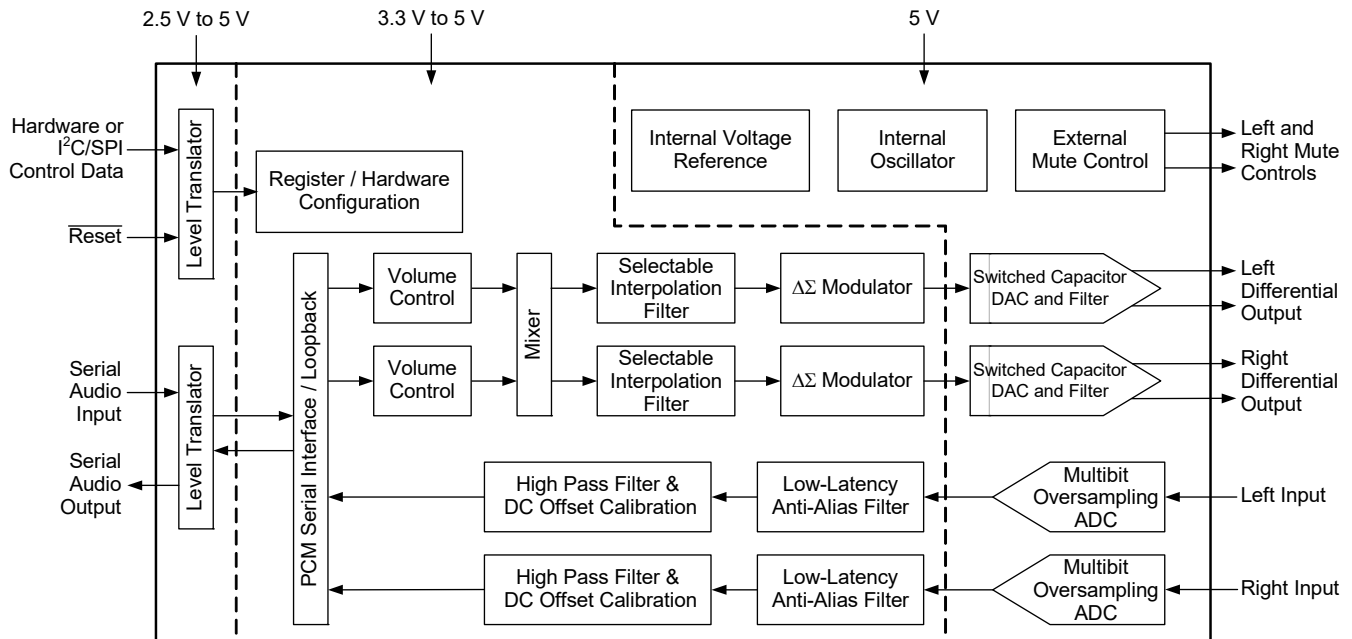 2.5 V to 5 V
3.3 V to 5 V
5 V
Hardware or
I²C/SPI
Control Data
Reset
Level Translator
Register / Hardware
Configuration
Internal Voltage
Reference
Internal
Oscillator
External
Mute Control
Left and
Right Mute
Controls
Serial
Audio
Input
Serial
Audio
Output
Level Translator
PCM Serial Interface / Loopback
Volume
Control
Volume
Control
Mixer
Selectable
Interpolation
Filter
Selectable
Interpolation
Filter
ΔΣ Modulator
ΔΣ Modulator
Switched Capacitor
DAC and Filter
Switched Capacitor
DAC and Filter
Left
Differential
Output
Right
Differential
Output
High Pass Filter &
DC Offset Calibration
Low-Latency
Anti-Alias Filter
Multibit
Oversampling
ADC
Left Input
High Pass Filter &
DC Offset Calibration
Low-Latency
Anti-Alias Filter
Multibit
Oversampling
ADC
Right Input